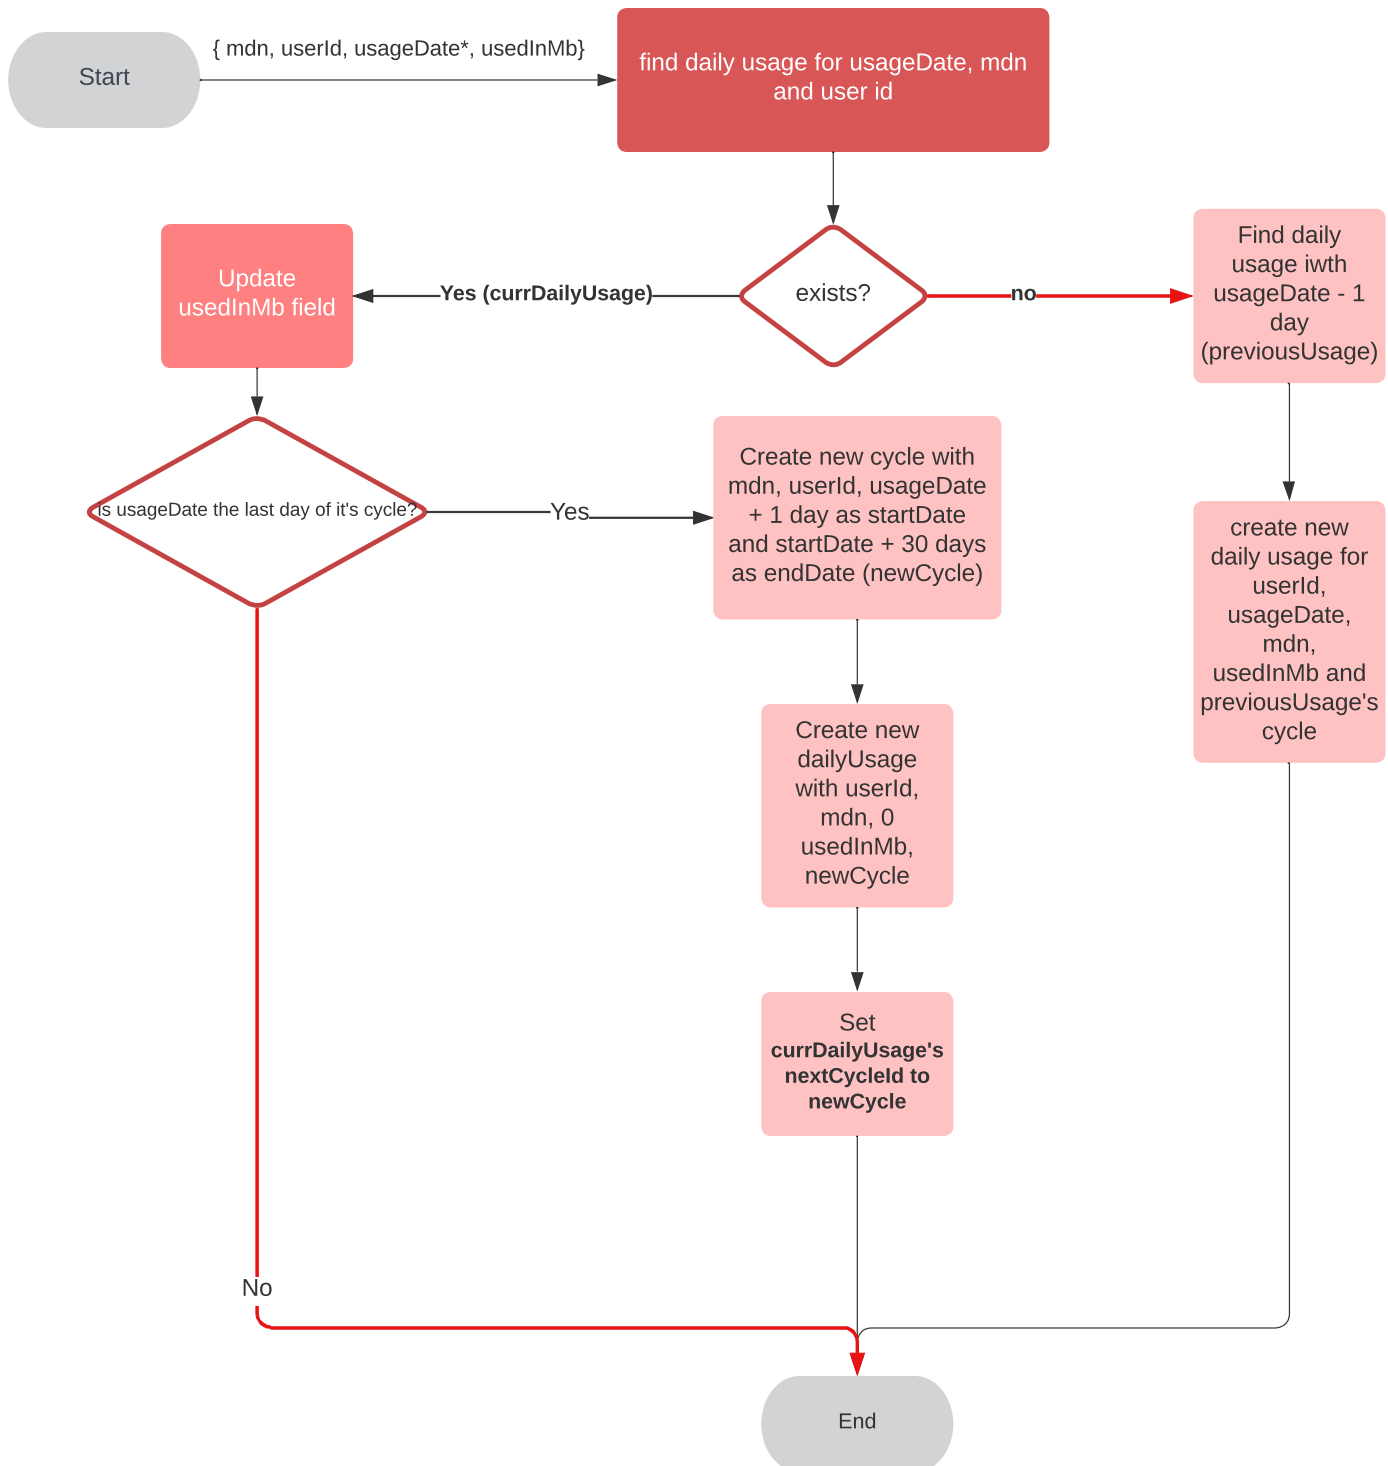 Start
{ mdn, userId, usageDate*, usedInMb}
find daily usage for usageDate, mdn
and user id
exists?
Yes (currDailyUsage)
no
Update
usedInMb field
Find daily
usage iwth
usageDate - 1
day
(previousUsage)
is usageDate the last day of it's cycle?
Yes
Create new cycle with
mdn, userId, usageDate
+ 1 day as startDate
and startDate + 30 days
as endDate (newCycle)
create new
daily usage for
userId,
usageDate,
mdn,
usedInMb and
previousUsage's
cycle
Create new
dailyUsage
with userId,
mdn, 0
usedInMb,
newCycle
Set
currDailyUsage's
nextCycleId to
newCycle
No
End